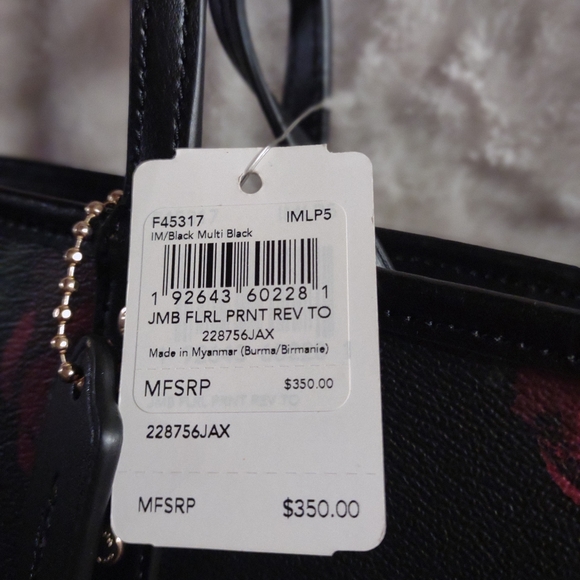 F45317 IMLP5
IM/Black Multi Black
1 92643 60228 1
JMB FLRL PRNT REV TO
228756JAX
Made in Myanmar (Burma/Birmanie)
MFSRP $350.00
228756JAX
MFSRP $350.00